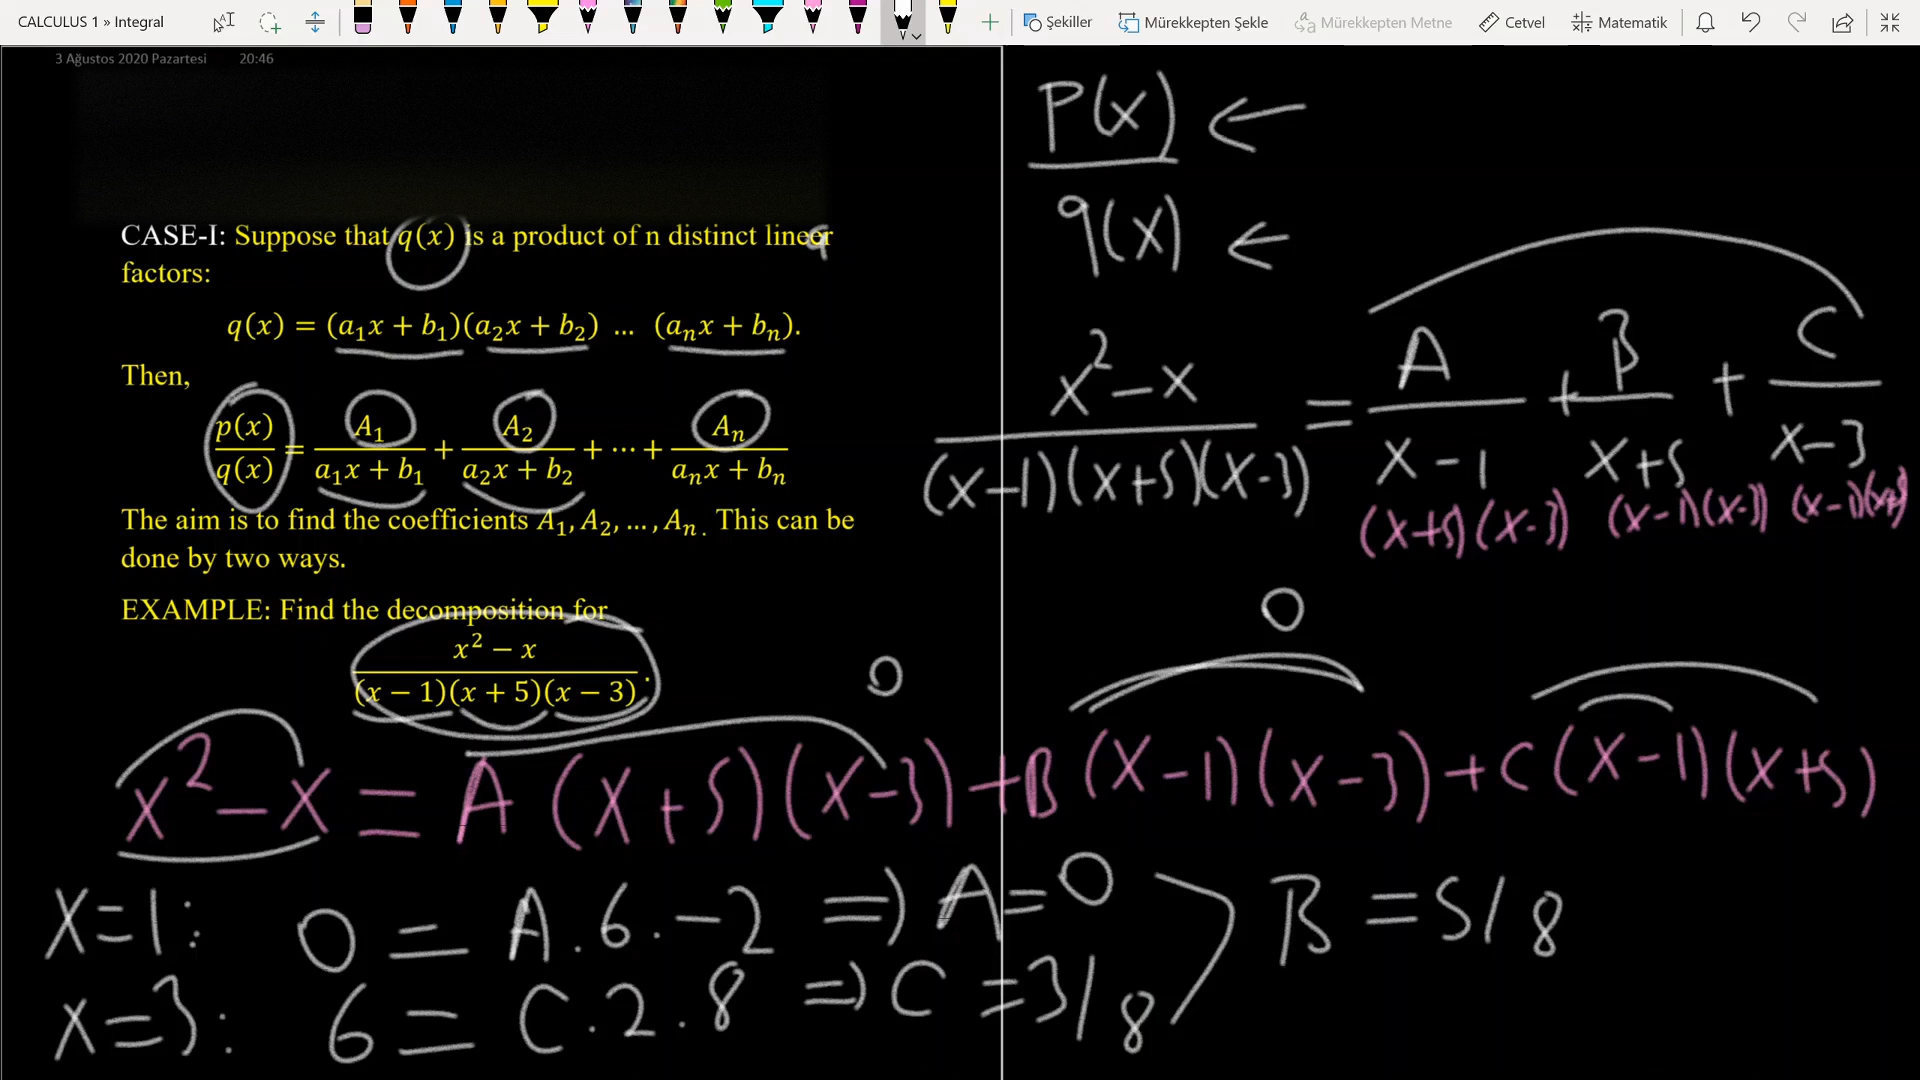 CALCULUS 1 » Integral
Şekiller
Mürekkepten Şekle
Mürekkepten Metne
Cetvel
Matematik
3 Ağustos 2020 Pazartesi 20:46
CASE-I: Suppose that q(x) is a product of n distinct lineer
factors:
q(x) = (a₁x + b₁)(a₂x + b₂) … (aₙx + bₙ).
Then,
p(x)/q(x) = A₁/(a₁x + b₁) + A₂/(a₂x + b₂) + ⋯ + Aₙ/(aₙx + bₙ)
The aim is to find the coefficients A₁, A₂, …, Aₙ. This can be
done by two ways.
EXAMPLE: Find the decomposition for
x² − x
(x − 1)(x + 5)(x − 3).
q
P(x) ←
q(x) ←
x² − x / (x−1)(x+5)(x−3) = A/(x−1) + B/(x+5) + C/(x−3)
(x+5)(x−3) (x−1)(x−3) (x−1)(x+5)
0 0
x² − x = A(x+5)(x−3) + B(x−1)(x−3) + C(x−1)(x+5)
x=1: 0 = A.6.−2 => A=0
x=3: 6 = C.2.8 => C=3/8
B = 5/8